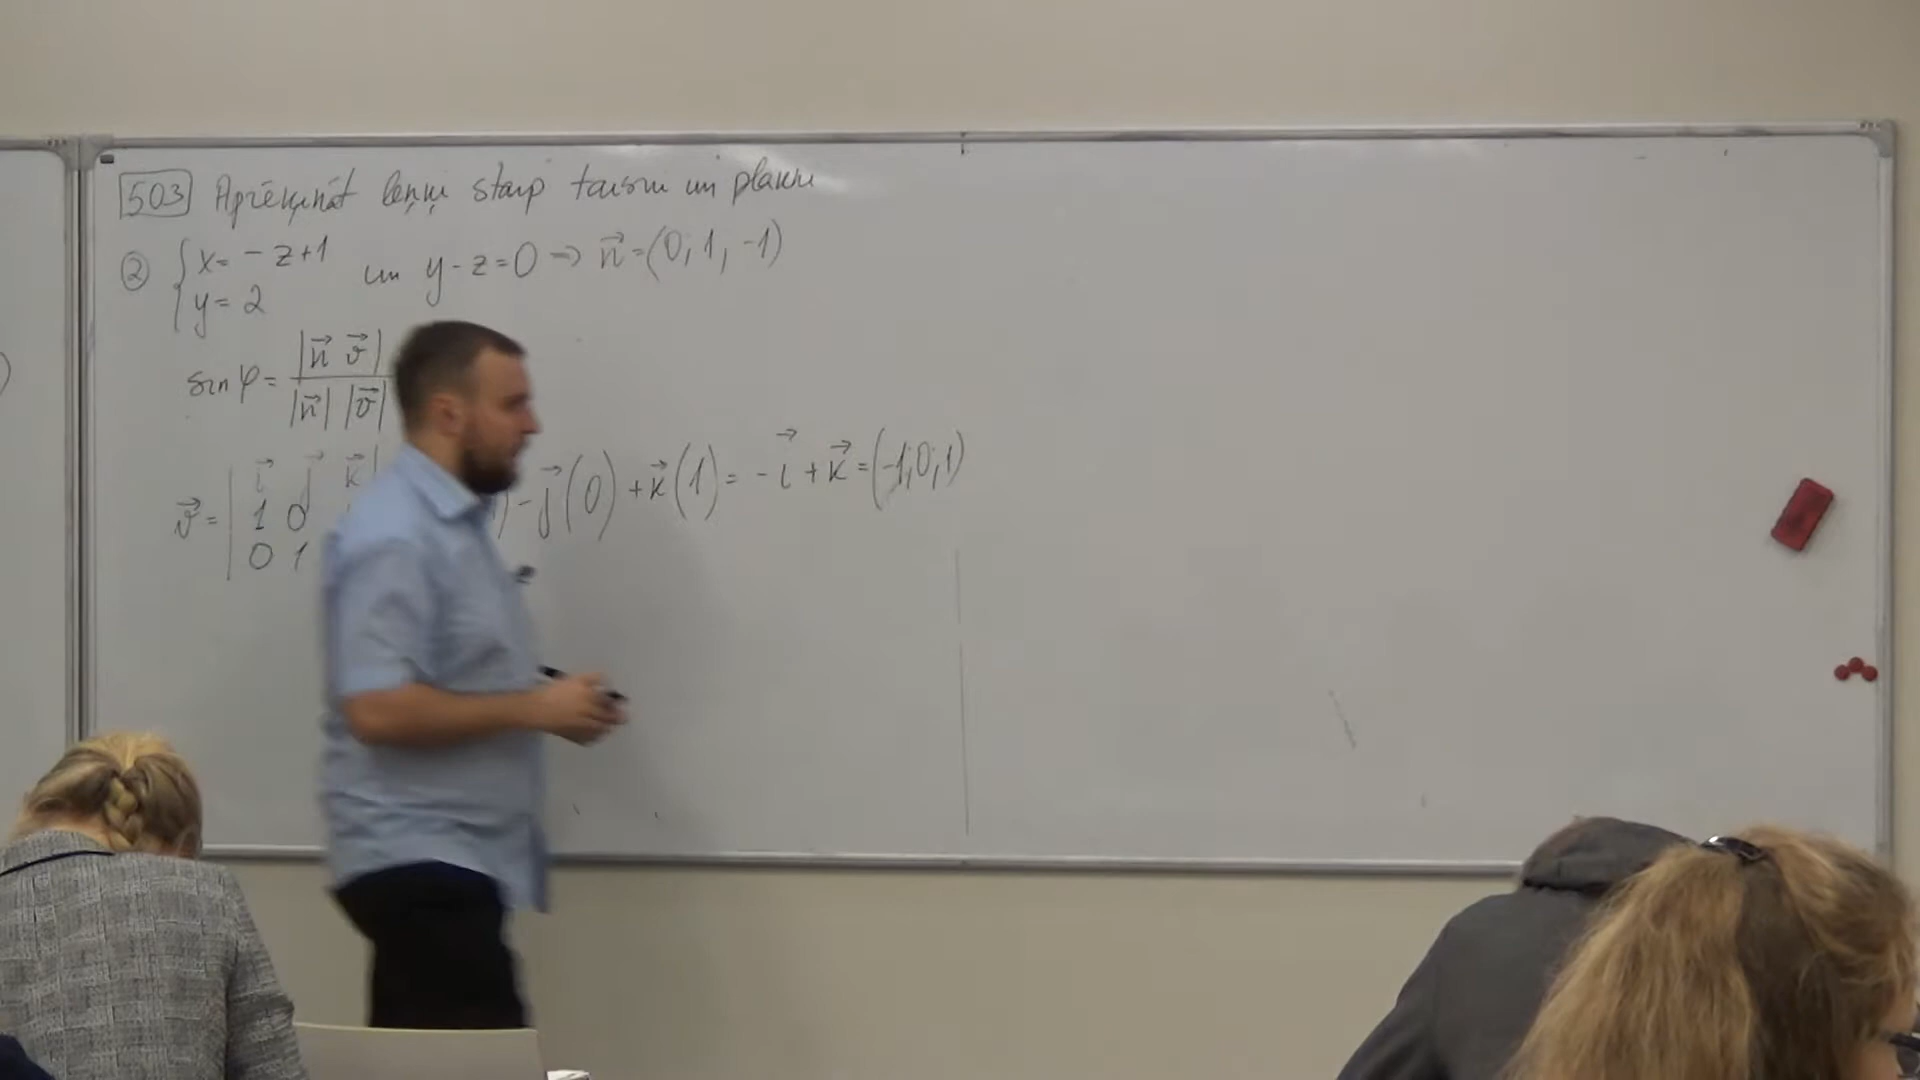 503 Aprēķināt leņķi starp taisni un plakni
② { x = -z+1 un y-z=0 => n⃗ = (0; 1; -1)
y = 2
sin φ = |n⃗ v⃗| / |n⃗| |v⃗|
v⃗ = | i⃗ j⃗ k⃗ |
1 0 ) - j⃗(0) + k⃗(1) = -i⃗ + k⃗ = (-1; 0; 1)
0 1